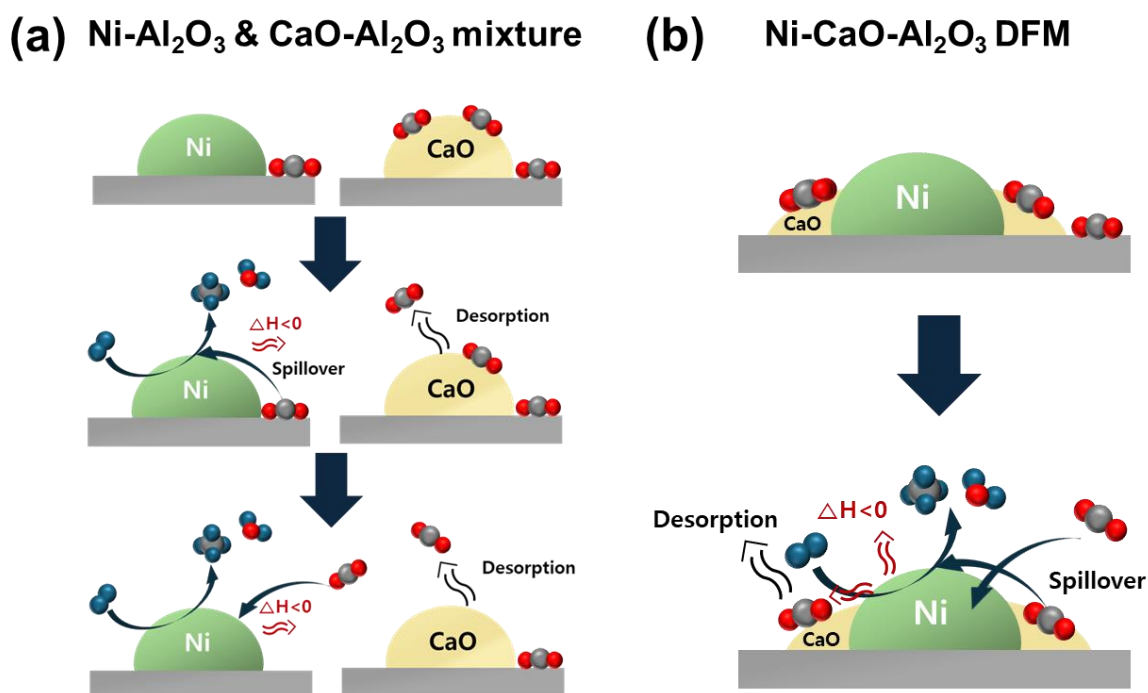 (a) Ni-Al₂O₃ & CaO-Al₂O₃ mixture
Ni
CaO
△H<0
Desorption
Spillover
Ni
CaO
△H<0
Desorption
Ni
CaO
(b) Ni-CaO-Al₂O₃ DFM
Ni
CaO
Desorption
△H<0
Spillover
Ni
CaO